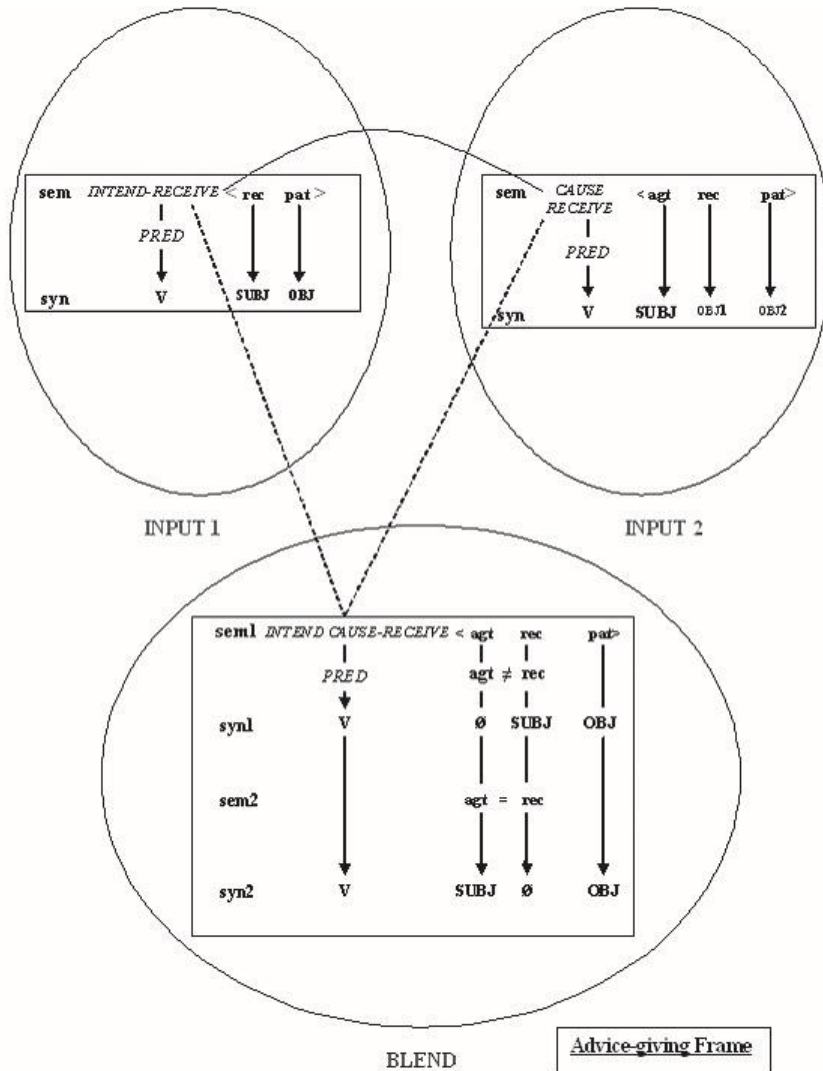 sem INTEND-RECEIVE < rec pat >
PRED
syn V SUBJ OBJ
sem CAUSE RECEIVE < agt rec pat >
PRED
syn V SUBJ OBJ1 OBJ2
INPUT 1
INPUT 2
sem1 INTEND CAUSE-RECEIVE < agt rec pat >
PRED agt ≠ rec
syn1 V Ø SUBJ OBJ
sem2 agt = rec
syn2 V SUBJ Ø OBJ
BLEND
Advice-giving Frame